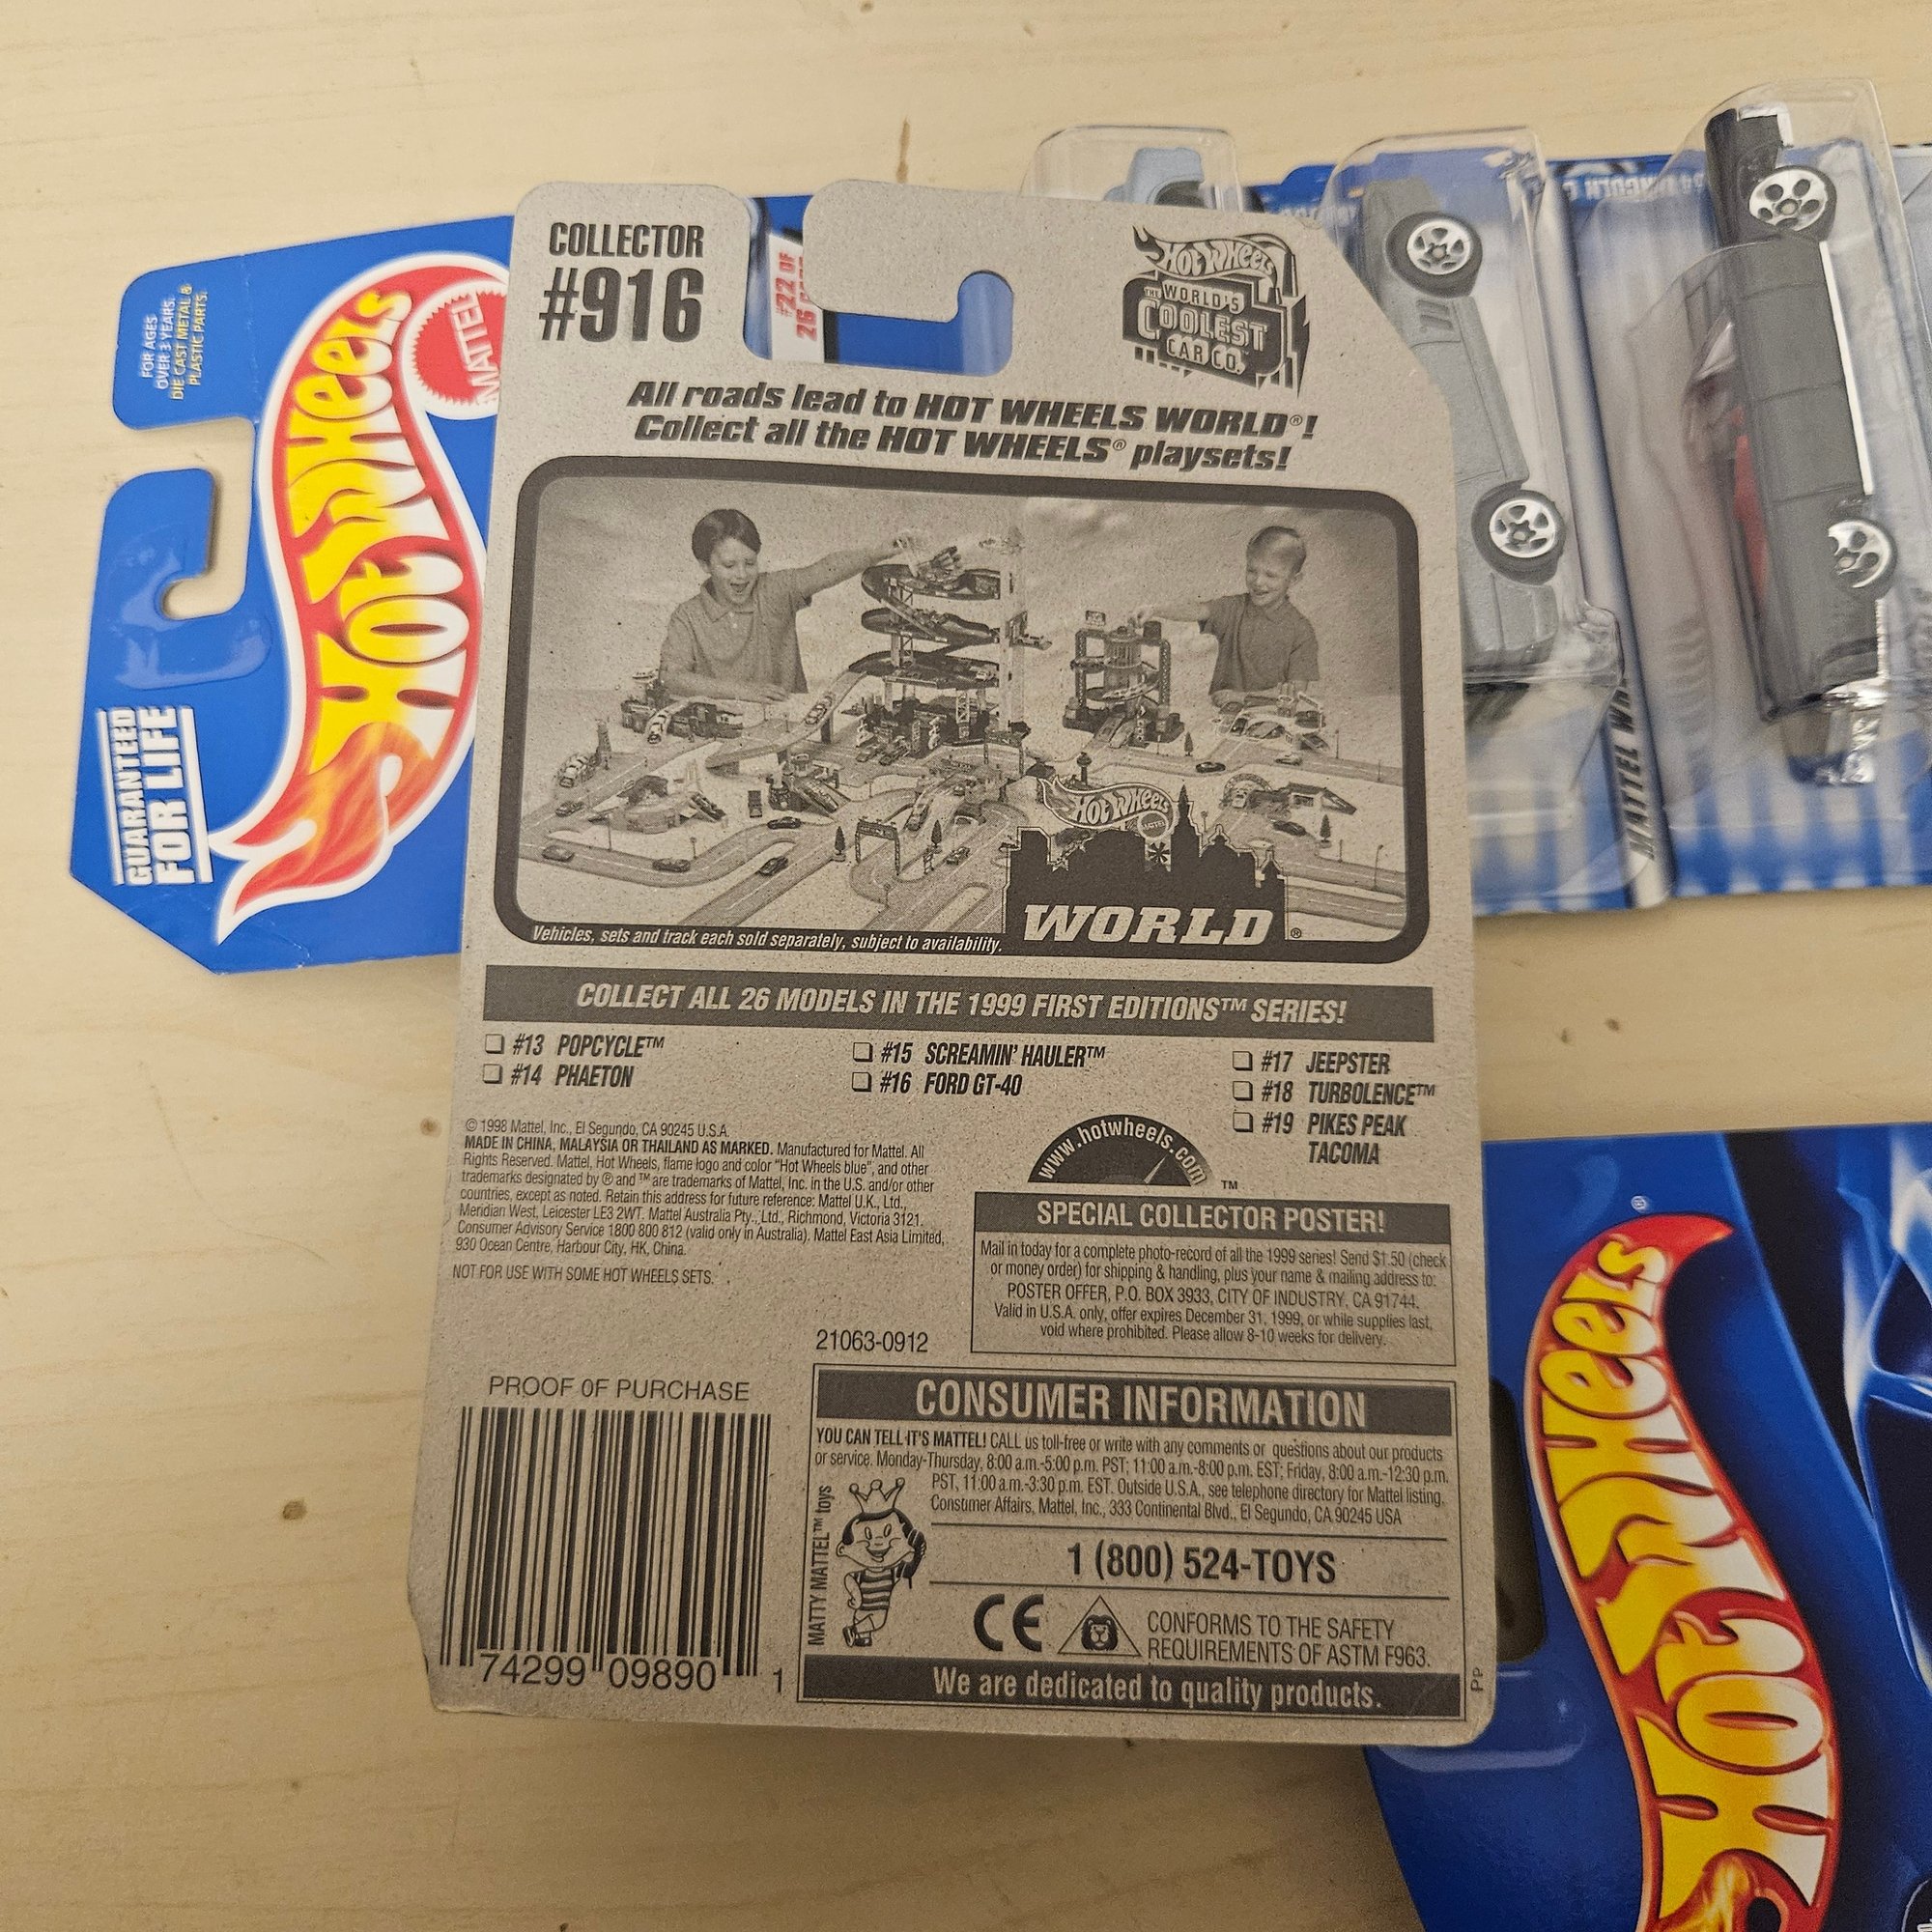 COLLECTOR
#916
HOT WHEELS
THE WORLD'S
COOLEST
CAR CO.™
All roads lead to HOT WHEELS WORLD®!
Collect all the HOT WHEELS® playsets!
HOT WHEELS
MATTEL
WORLD®
Vehicles, sets and track each sold separately, subject to availability.
COLLECT ALL 26 MODELS IN THE 1999 FIRST EDITIONS™ SERIES!
#13 POPCYCLE™
#14 PHAETON
#15 SCREAMIN' HAULER™
#16 FORD GT-40
#17 JEEPSTER
#18 TURBOLENCE™
#19 PIKES PEAK
TACOMA
© 1998 Mattel, Inc., El Segundo, CA 90245 U.S.A.
MADE IN CHINA, MALAYSIA OR THAILAND AS MARKED. Manufactured for Mattel. All
Rights Reserved. Mattel, Hot Wheels, flame logo and color "Hot Wheels blue", and other
trademarks designated by ® and ™ are trademarks of Mattel, Inc. in the U.S. and/or other
countries, except as noted. Retain this address for future reference: Mattel U.K., Ltd.,
Meridian West, Leicester LE3 2WT. Mattel Australia Pty., Ltd., Richmond, Victoria 3121.
Consumer Advisory Service 1 800 800 812 (valid only in Australia). Mattel East Asia Limited,
930 Ocean Centre, Harbour City, HK, China.
NOT FOR USE WITH SOME HOT WHEELS SETS.
www.hotwheels.com™
SPECIAL COLLECTOR POSTER!
Mail in today for a complete photo-record of all the 1999 series! Send $1.50 (check
or money order) for shipping & handling, plus your name & mailing address to:
POSTER OFFER, P.O. BOX 3933, CITY OF INDUSTRY, CA 91744.
Valid in U.S.A. only, offer expires December 31, 1999, or while supplies last,
void where prohibited. Please allow 8-10 weeks for delivery.
21063-0912
PROOF OF PURCHASE
74299 09890 1
CONSUMER INFORMATION
YOU CAN TELL IT'S MATTEL! CALL us toll-free or write with any comments or questions about our products
or service. Monday-Thursday, 8:00 a.m.-5:00 p.m. PST; 11:00 a.m.-8:00 p.m. EST; Friday, 8:00 a.m.-12:30 p.m.
PST, 11:00 a.m.-3:30 p.m. EST. Outside U.S.A., see telephone directory for Mattel listing.
Consumer Affairs, Mattel, Inc., 333 Continental Blvd., El Segundo, CA 90245 USA
MATTY MATTEL™ toys
1 (800) 524-TOYS
CE
CONFORMS TO THE SAFETY
REQUIREMENTS OF ASTM F963.
We are dedicated to quality products.
PP
FOR AGES
OVER 3 YEARS.
DIE CAST METAL &
PLASTIC PARTS.
HOT WHEELS
MATTEL
GUARANTEED
FOR LIFE
#22 OF
26
MATTEL
HOT WHEELS
®